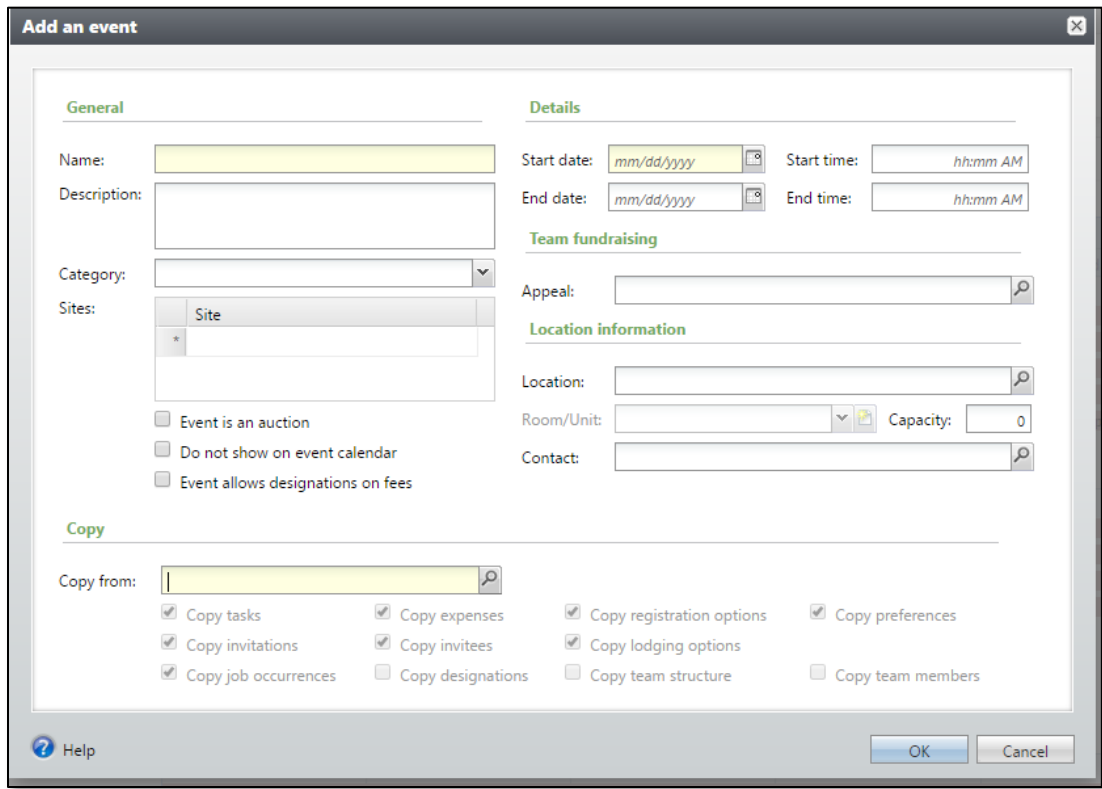 Add an event
General
Name:
Description:
Category:
Sites:
Site
*
Event is an auction
Do not show on event calendar
Event allows designations on fees
Details
Start date: mm/dd/yyyy Start time: hh:mm AM
End date: mm/dd/yyyy End time: hh:mm AM
Team fundraising
Appeal:
Location information
Location:
Room/Unit: Capacity: 0
Contact:
Copy
Copy from:
Copy tasks Copy expenses Copy registration options Copy preferences
Copy invitations Copy invitees Copy lodging options
Copy job occurrences Copy designations Copy team structure Copy team members
? Help OK Cancel